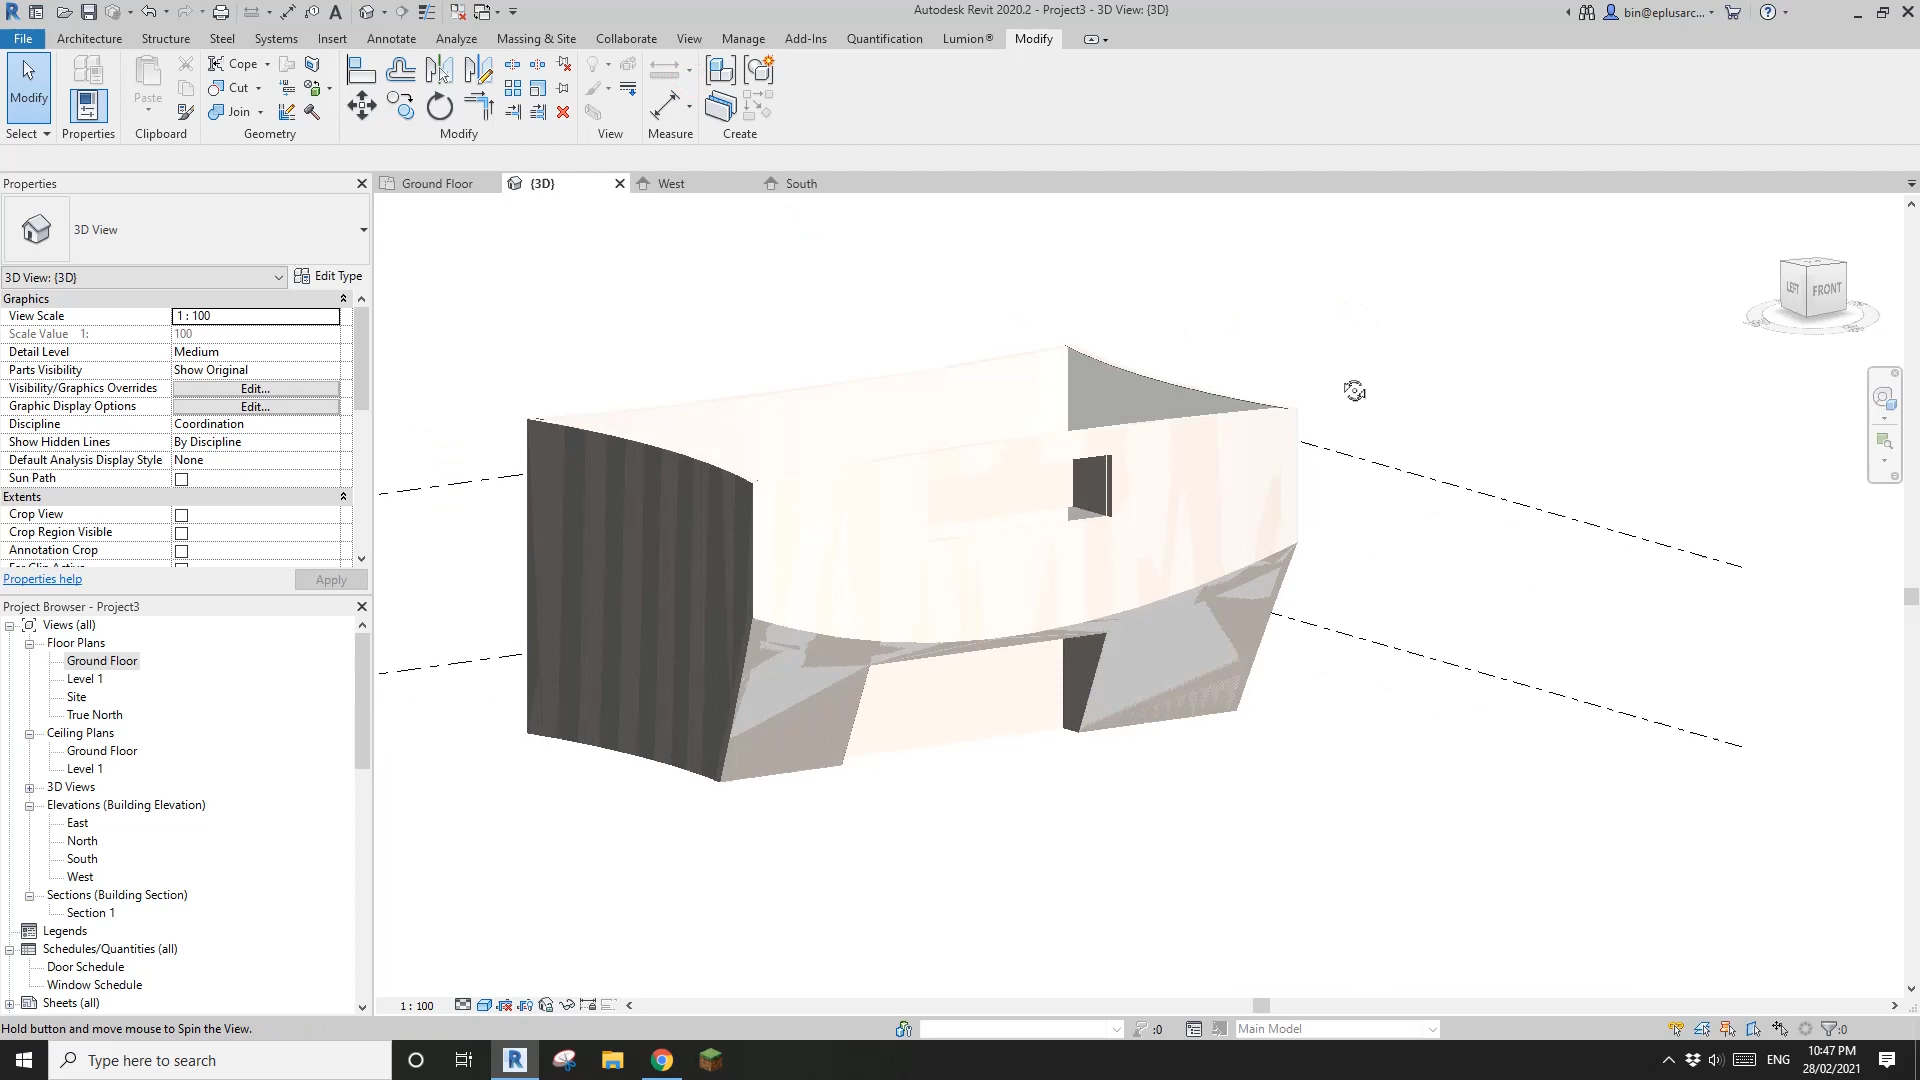 Autodesk Revit 2020.2 - Project3 - 3D View: {3D}
bin@eplusarc...
File Architecture Structure Steel Systems Insert Annotate Analyze Massing & Site Collaborate View Manage Add-Ins Quantification Lumion® Modify
Modify
Paste
Cope
Cut
Join
Select Properties Clipboard Geometry Modify View Measure Create
Properties
Ground Floor {3D} West South
3D View
3D View: {3D} Edit Type
Graphics
View Scale 1 : 100
Scale Value 1: 100
Detail Level Medium
Parts Visibility Show Original
Visibility/Graphics Overrides Edit...
Graphic Display Options Edit...
Discipline Coordination
Show Hidden Lines By Discipline
Default Analysis Display Style None
Sun Path
Extents
Crop View
Crop Region Visible
Annotation Crop
Properties help Apply
LEFT FRONT
Project Browser - Project3
Views (all)
Floor Plans
Ground Floor
Level 1
Site
True North
Ceiling Plans
Ground Floor
Level 1
3D Views
Elevations (Building Elevation)
East
North
South
West
Sections (Building Section)
Section 1
Legends
Schedules/Quantities (all)
Door Schedule
Window Schedule
Sheets (all)
1 : 100
Hold button and move mouse to Spin the View.
:0
Main Model
:0
Type here to search
ENG
10:47 PM
28/02/2021